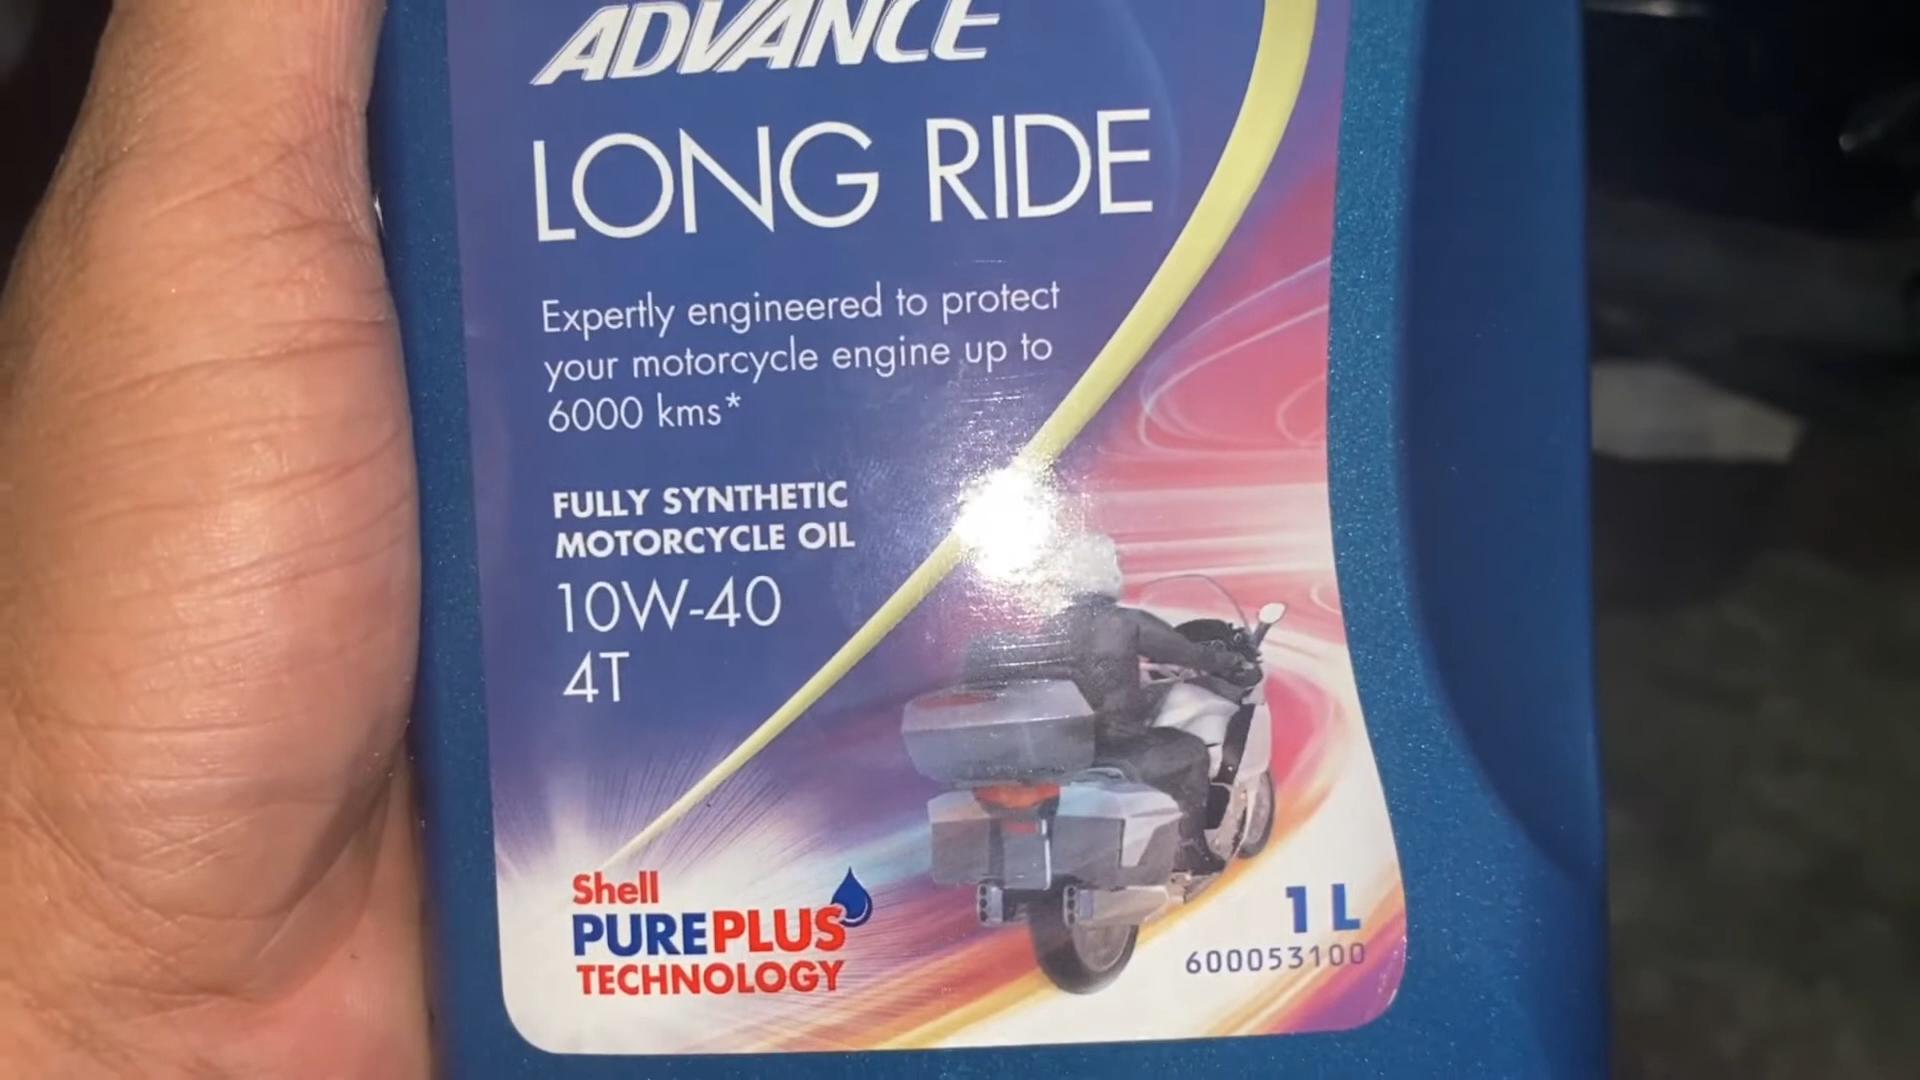 ADVANCE
LONG RIDE
Expertly engineered to protect
your motorcycle engine up to
6000 kms*
FULLY SYNTHETIC
MOTORCYCLE OIL
10W-40
4T
Shell
PUREPLUS
TECHNOLOGY
1 L
600053100